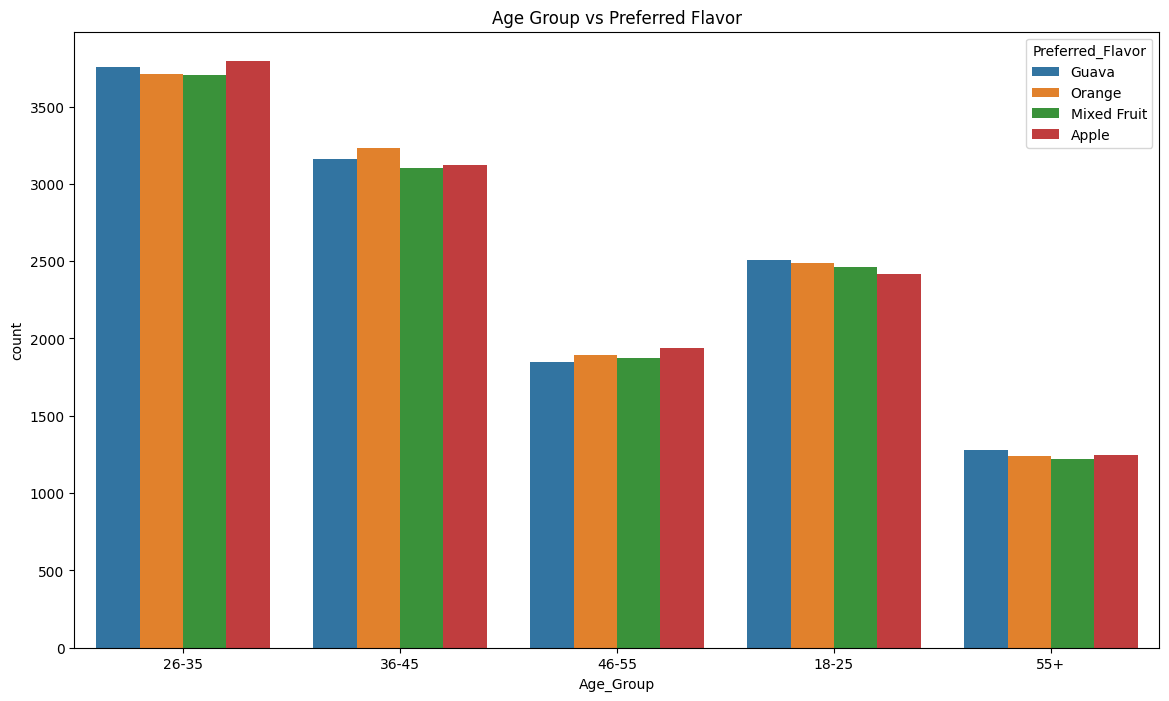 Age Group vs Preferred Flavor
Preferred_Flavor
Guava
Orange
Mixed Fruit
Apple
count
3500
3000
2500
2000
1500
1000
500
0
26-35
36-45
46-55
18-25
55+
Age_Group